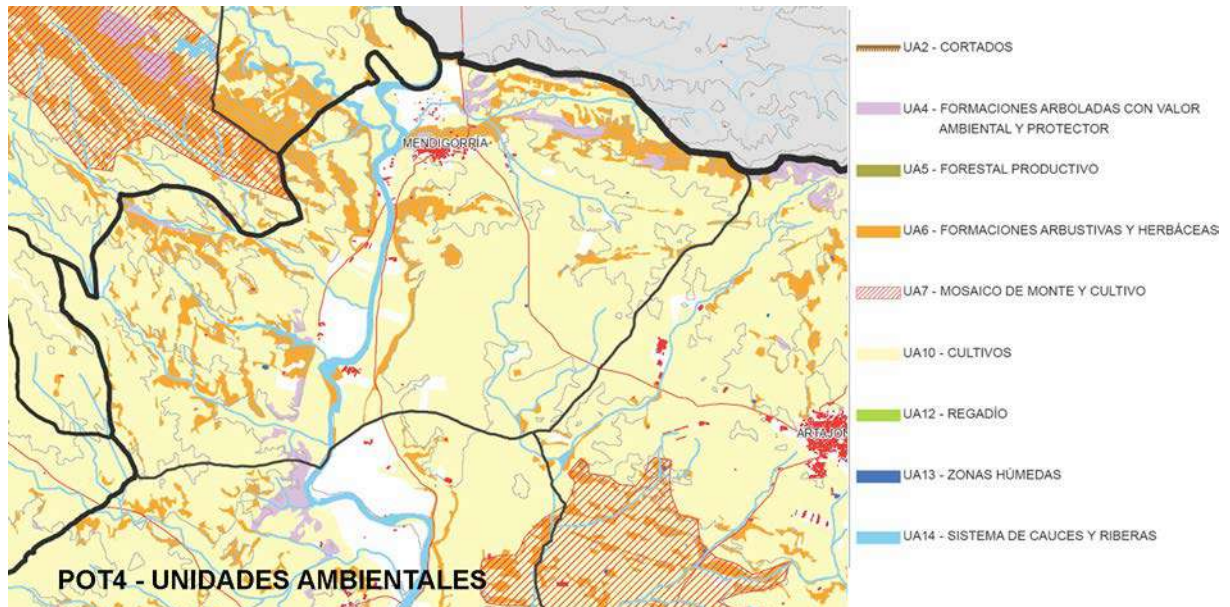 MENDIGORRÍA
ARTAJON
POT4 - UNIDADES AMBIENTALES
UA2 - CORTADOS
UA4 - FORMACIONES ARBOLADAS CON VALOR
AMBIENTAL Y PROTECTOR
UA5 - FORESTAL PRODUCTIVO
UA6 - FORMACIONES ARBUSTIVAS Y HERBÁCEAS
UA7 - MOSAICO DE MONTE Y CULTIVO
UA10 - CULTIVOS
UA12 - REGADÍO
UA13 - ZONAS HÚMEDAS
UA14 - SISTEMA DE CAUCES Y RIBERAS